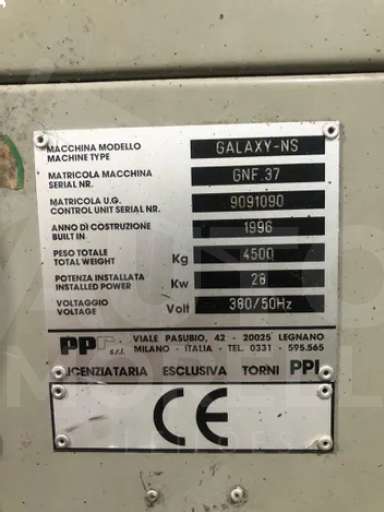 MACCHINA MODELLO
MACHINE TYPE
GALAXY-NS
MATRICOLA MACCHINA
SERIAL NR.
GNF.37
MATRICOLA U.G.
CONTROL UNIT SERIAL NR.
9091090
ANNO DI COSTRUZIONE
BUILT IN
1996
PESO TOTALE
TOTAL WEIGHT
Kg
4500
POTENZA INSTALLATA
INSTALLED POWER
Kw
28
VOLTAGGIO
VOLTAGE
Volt
380/50Hz
s.r.l.
VIALE PASUBIO, 42 - 20025 LEGNANO
MILANO - ITALIA - TEL. 0331 - 595.565
LICENZIATARIA ESCLUSIVA TORNI PPL
CE